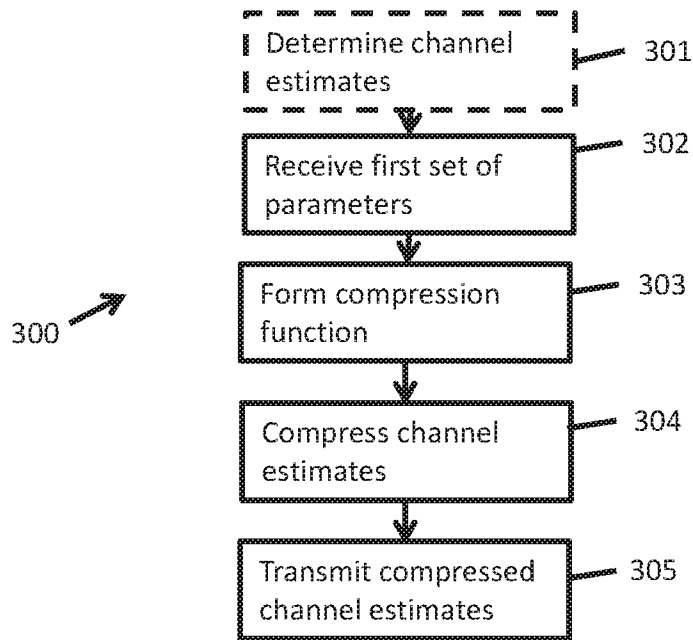 Determine channel
estimates
301
302
Receive first set of
parameters
303
Form compression
function
300
304
Compress channel
estimates
305
Transmit compressed
channel estimates